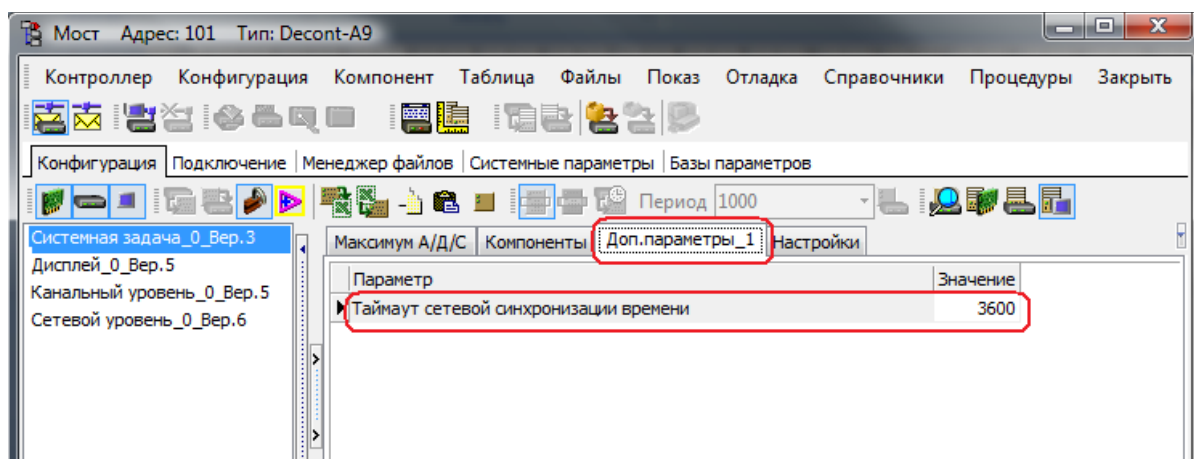 Мост Адрес: 101 Тип: Decont-A9
Контроллер Конфигурация Компонент Таблица Файлы Показ Отладка Справочники Процедуры Закрыть
Конфигурация Подключение Менеджер файлов Системные параметры Базы параметров
Период 1000
Системная задача_0_Вер.3
Дисплей_0_Вер.5
Канальный уровень_0_Вер.5
Сетевой уровень_0_Вер.6
Максимум А/Д/С Компоненты Доп.параметры_1 Настройки
Параметр Значение
Таймаут сетевой синхронизации времени 3600